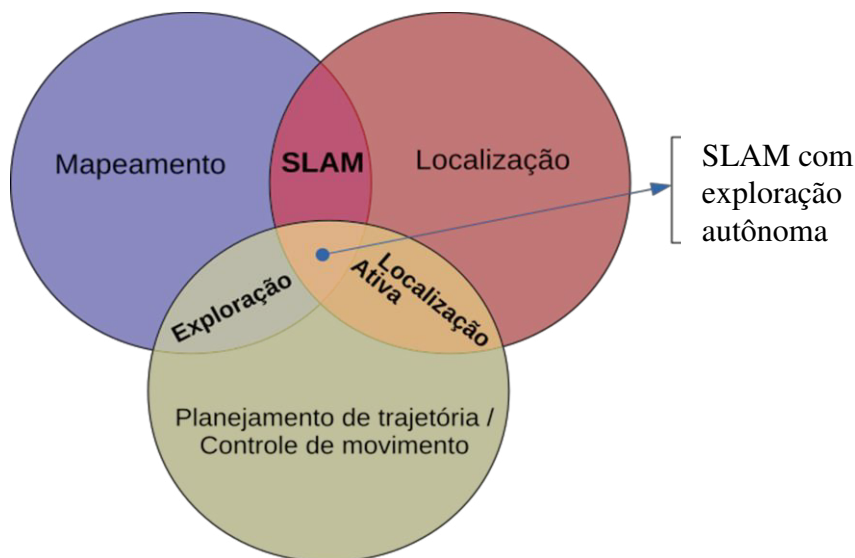 Mapeamento
SLAM
Localização
SLAM com
exploração
autônoma
Exploração
Localização
Ativa
Planejamento de trajetória /
Controle de movimento